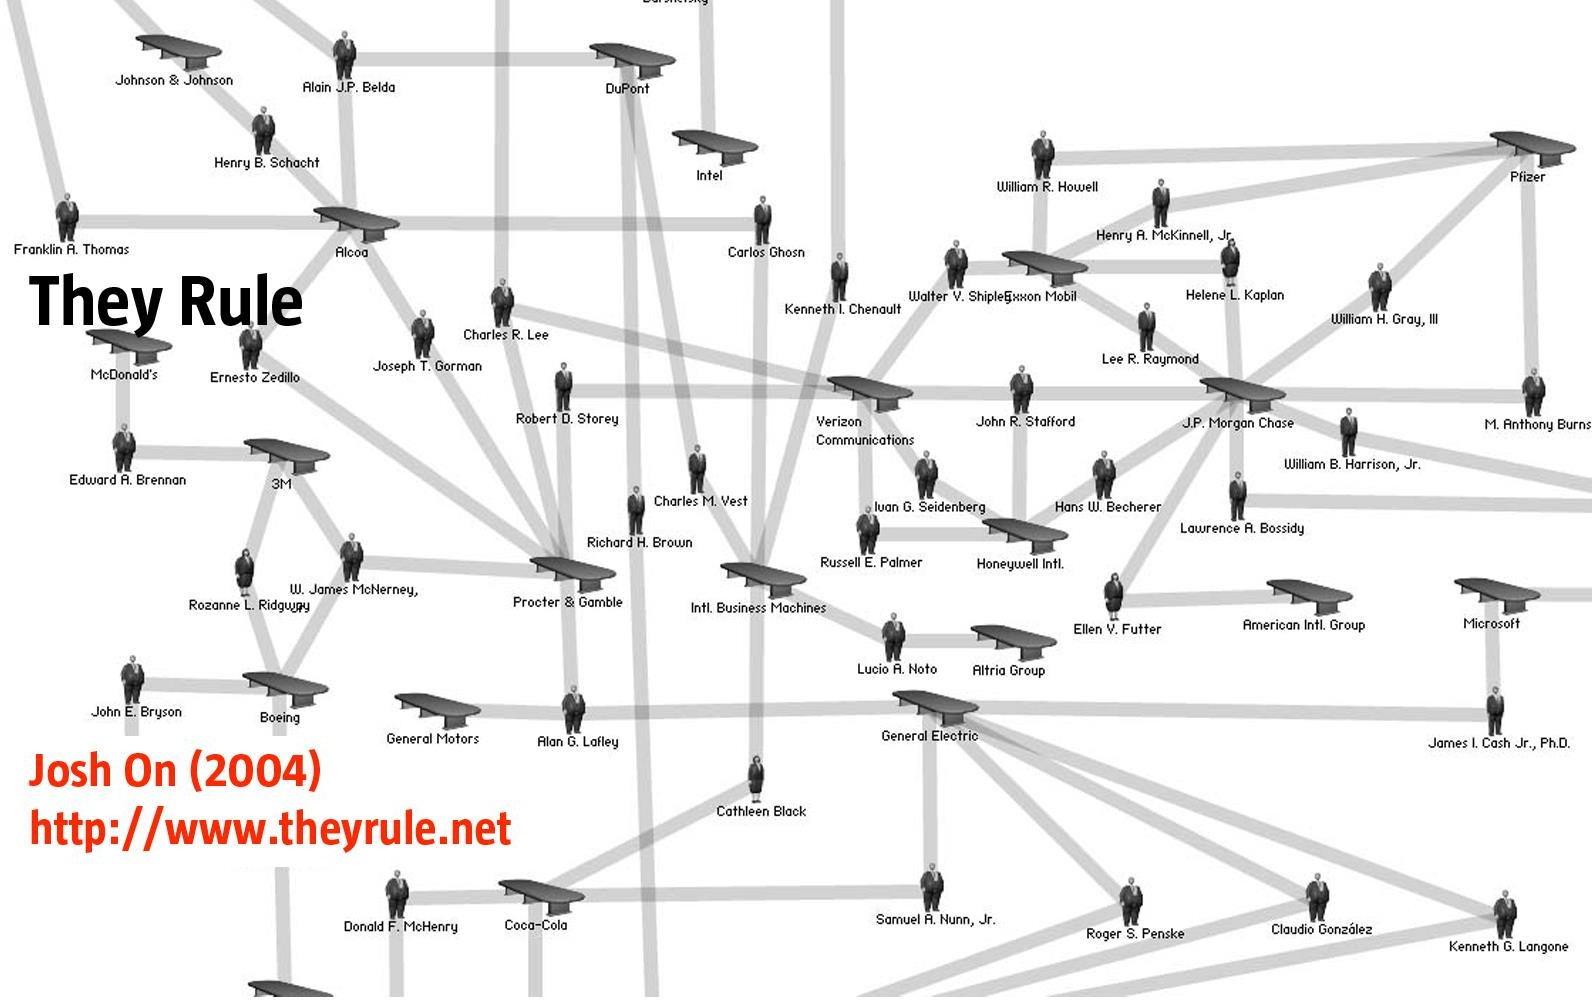 Johnson & Johnson
Alain J.P. Belda
DuPont
Henry B. Schacht
Intel
William R. Howell
Pfizer
Franklin A. Thomas
Alcoa
Carlos Ghosn
Henry A. McKinnell, Jr.
They Rule
Kenneth I. Chenault
Walter V. Shipley
Exxon Mobil
Helene L. Kaplan
William H. Gray, III
Charles R. Lee
Lee R. Raymond
McDonald's
Ernesto Zedillo
Joseph T. Gorman
Robert D. Storey
Verizon
Communications
John R. Stafford
J.P. Morgan Chase
M. Anthony Burns
William B. Harrison, Jr.
Edward A. Brennan
3M
Charles M. Vest
Ivan G. Seidenberg
Hans W. Becherer
Lawrence A. Bossidy
Richard H. Brown
Russell E. Palmer
Honeywell Intl.
Rozanne L. Ridgway
W. James McNerney,
Procter & Gamble
Intl. Business Machines
Ellen V. Futter
American Intl. Group
Microsoft
Lucio A. Noto
Altria Group
John E. Bryson
Boeing
General Motors
Alan G. Lafley
General Electric
James I. Cash Jr., Ph.D.
Josh On (2004)
http://www.theyrule.net
Cathleen Black
Donald F. McHenry
Coca-Cola
Samuel A. Nunn, Jr.
Roger S. Penske
Claudio González
Kenneth G. Langone